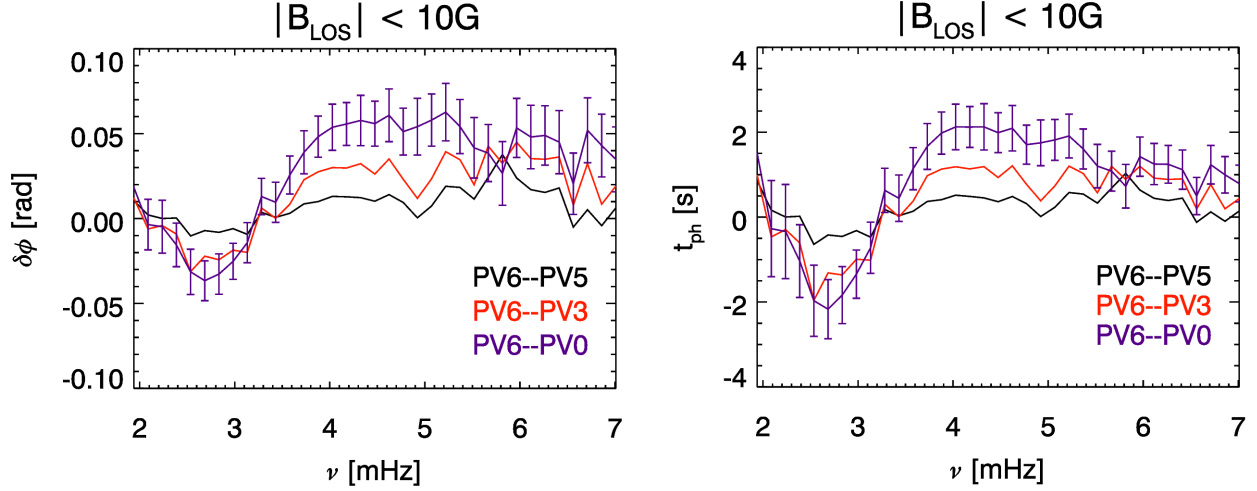 |B_LOS| < 10G
0.10
0.05
0.00
-0.05
-0.10
δϕ [rad]
PV6--PV5
PV6--PV3
PV6--PV0
2 3 4 5 6 7
ν [mHz]
|B_LOS| < 10G
4
2
0
-2
-4
t_ph [s]
PV6--PV5
PV6--PV3
PV6--PV0
2 3 4 5 6 7
ν [mHz]